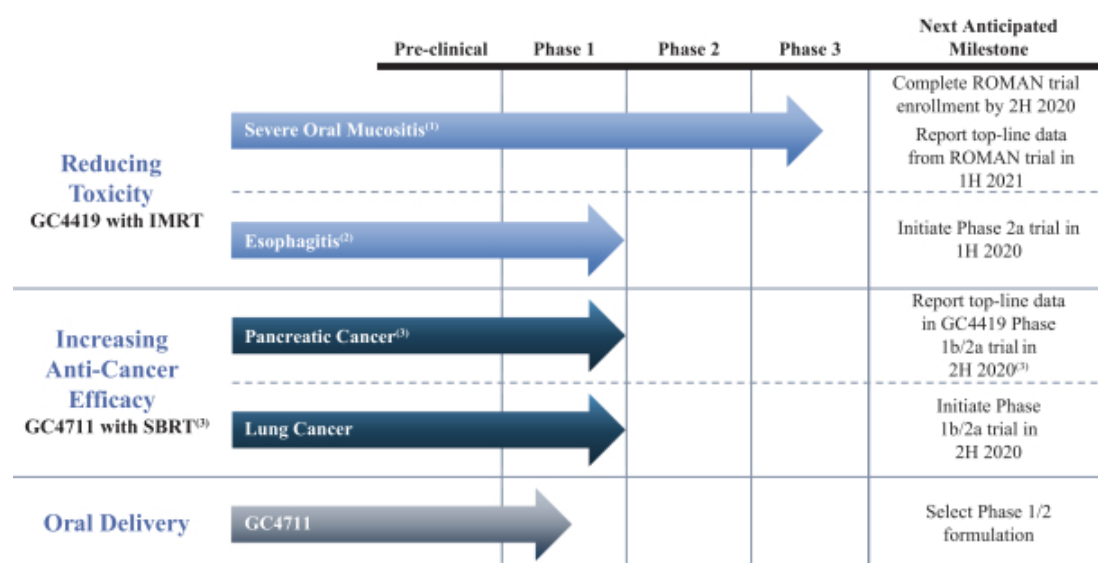 Next Anticipated
Pre-clinical Phase 1 Phase 2 Phase 3 Milestone
Complete ROMAN trial
enrollment by 2H 2020
Severe Oral Mucositis(1)
Report top-line data
from ROMAN trial in
1H 2021
Reducing
Toxicity
GC4419 with IMRT
Esophagitis(2)
Initiate Phase 2a trial in
1H 2020
Increasing
Anti-Cancer
Efficacy
GC4711 with SBRT(3)
Pancreatic Cancer(3)
Report top-line data
in GC4419 Phase
1b/2a trial in
2H 2020(3)
Lung Cancer
Initiate Phase
1b/2a trial in
2H 2020
Oral Delivery
GC4711
Select Phase 1/2
formulation